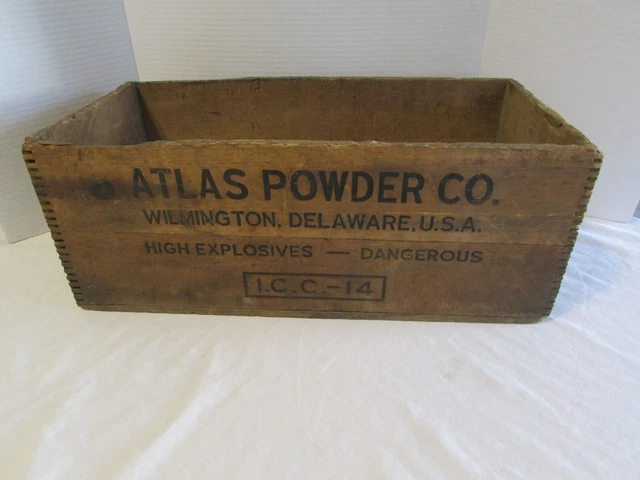 ATLAS POWDER CO.
WILMINGTON, DELAWARE, U.S.A.
HIGH EXPLOSIVES — DANGEROUS
I.C.C.-14